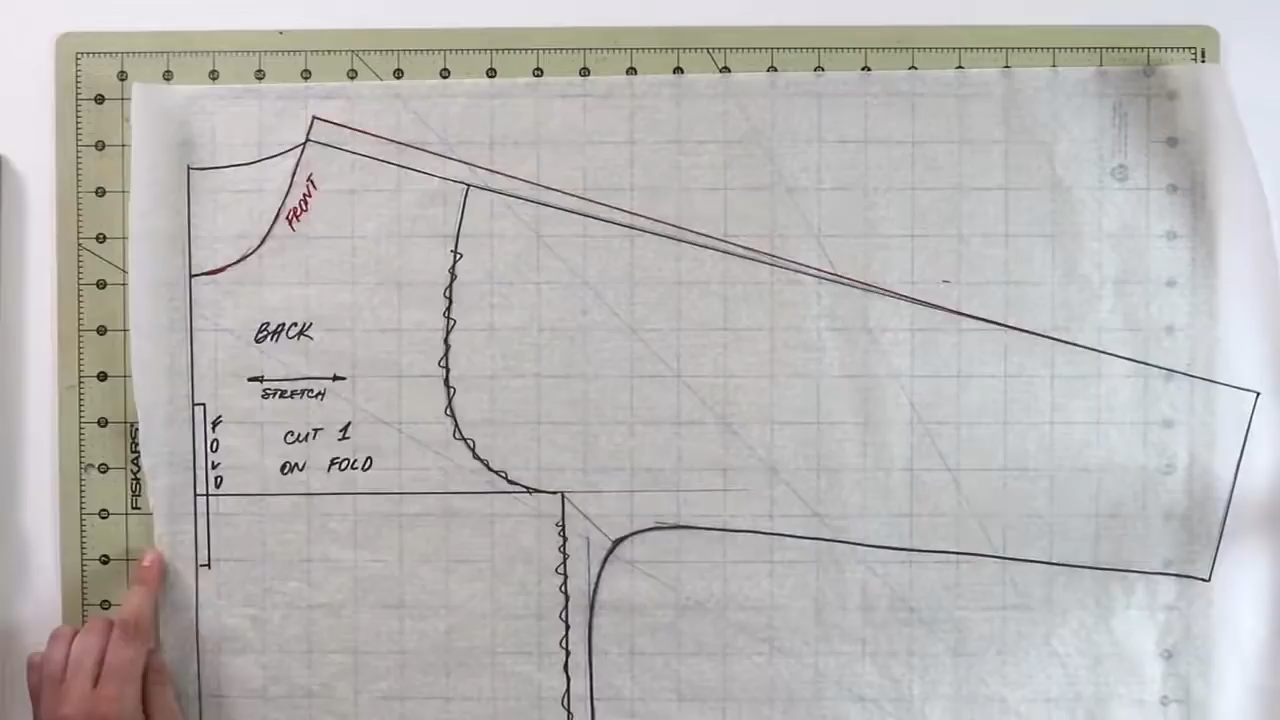 FRONT
BACK
STRETCH
CUT 1
ON FOLD
FOLD
FISKARS